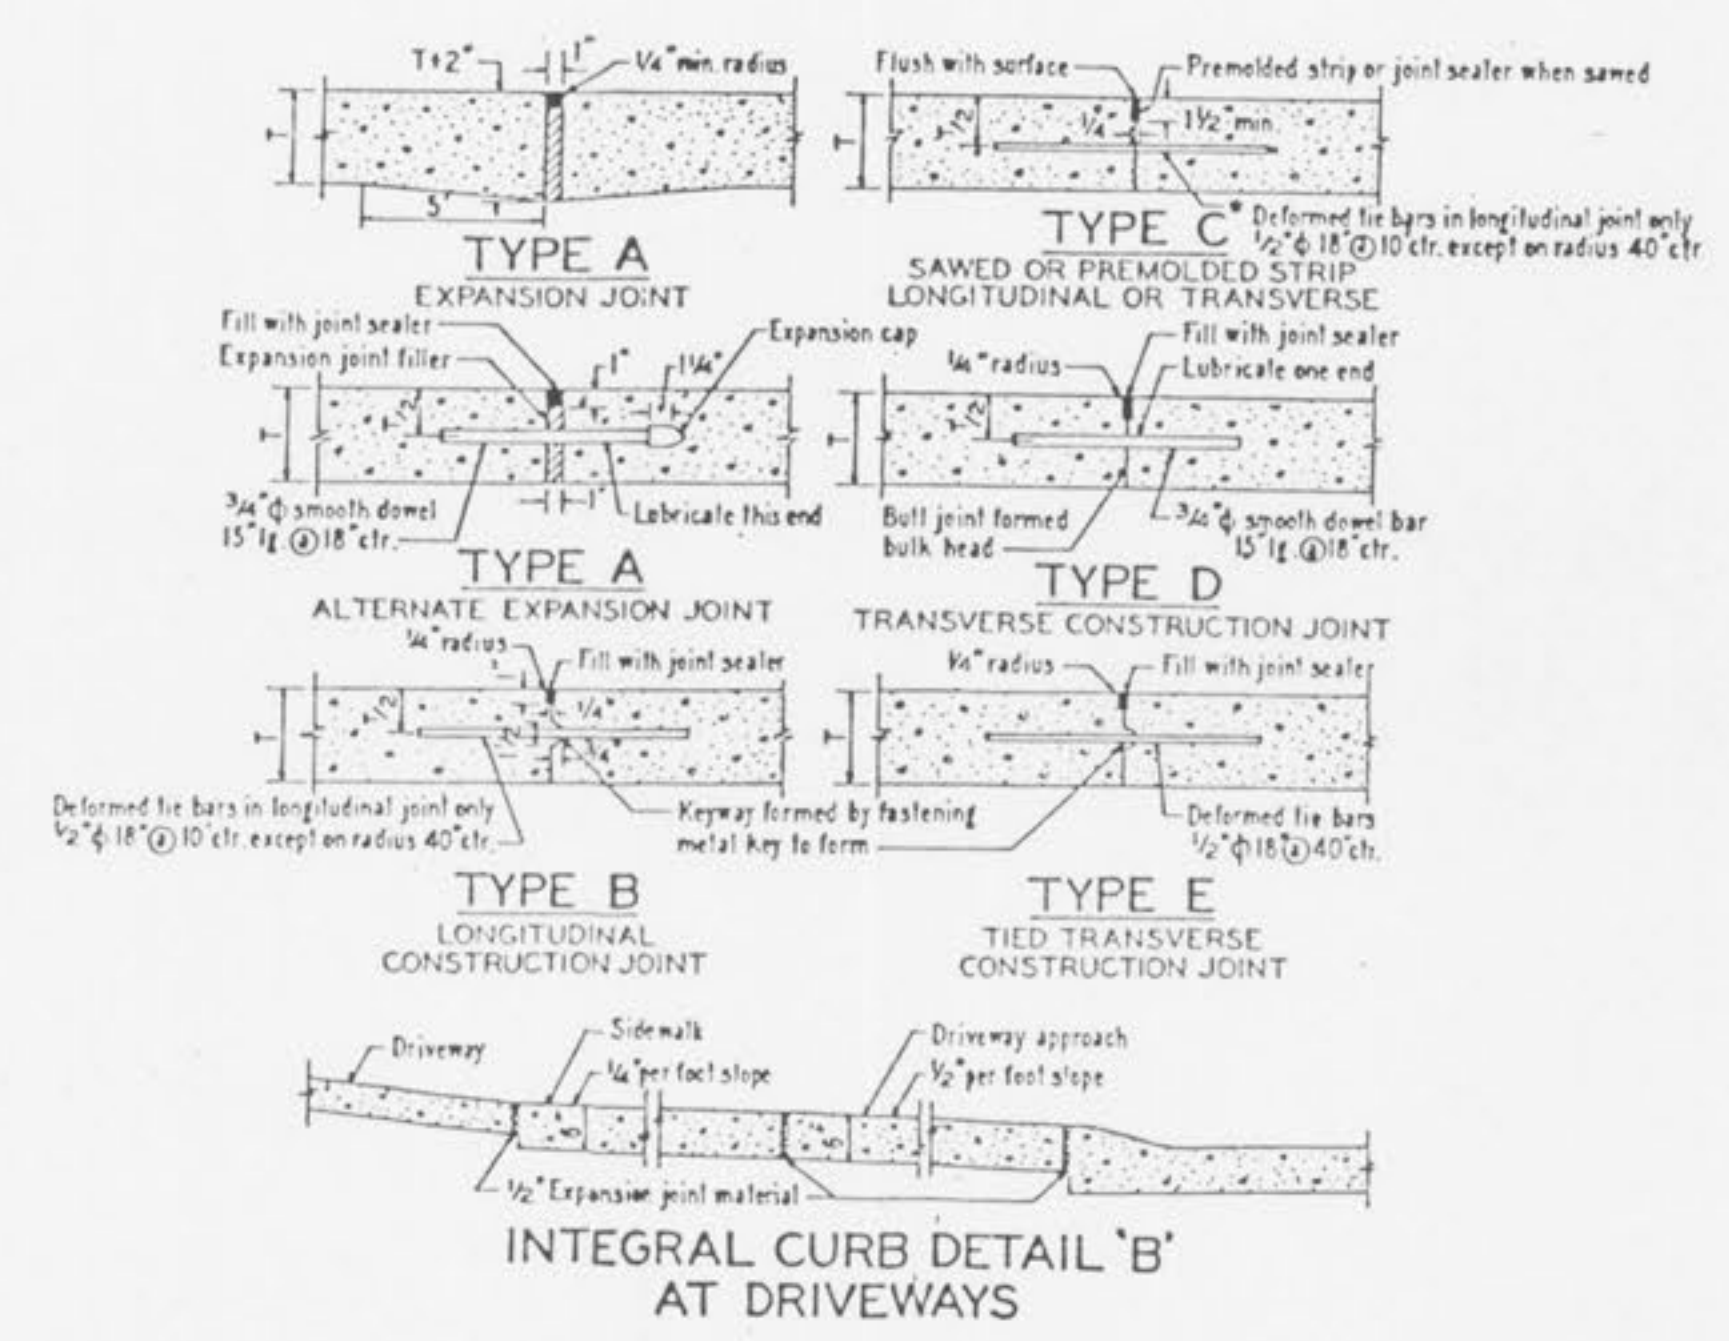 T+2"
1"
1/4" min. radius
T
5'
TYPE A
EXPANSION JOINT
Flush with surface
Premolded strip or joint sealer when sawed
T
T/2
1/4"
1 1/2" min.
TYPE C
* Deformed tie bars in longitudinal joint only
1/2" ϕ 18" @ 10" ctr. except on radius 40" ctr
SAWED OR PREMOLDED STRIP
LONGITUDINAL OR TRANSVERSE
Fill with joint sealer
Expansion joint filler
1"
1 1/4"
Expansion cap
T
T/2
3/4" ϕ smooth dowel
15" lg. @ 18" ctr.
1"
Lubricate this end
TYPE A
ALTERNATE EXPANSION JOINT
Fill with joint sealer
1/4" radius
Lubricate one end
T
T/2
Butt joint formed
bulk head
3/4" ϕ smooth dowel bar
15" lg. @ 18" ctr.
TYPE D
TRANSVERSE CONSTRUCTION JOINT
1/4" radius
Fill with joint sealer
T
T/2
1/4
1/2
1/4
Deformed tie bars in longitudinal joint only
1/2" ϕ 18" @ 10" ctr. except on radius 40" ctr.
Keyway formed by fastening
metal key to form
TYPE B
LONGITUDINAL
CONSTRUCTION JOINT
1/4" radius
Fill with joint sealer
T
Deformed tie bars
1/2" ϕ 18" @ 40" ctr.
TYPE E
TIED TRANSVERSE
CONSTRUCTION JOINT
Driveway
Sidewalk
1/4" per foot slope
Driveway approach
1/2" per foot slope
1/2" Expansion joint material
INTEGRAL CURB DETAIL 'B'
AT DRIVEWAYS